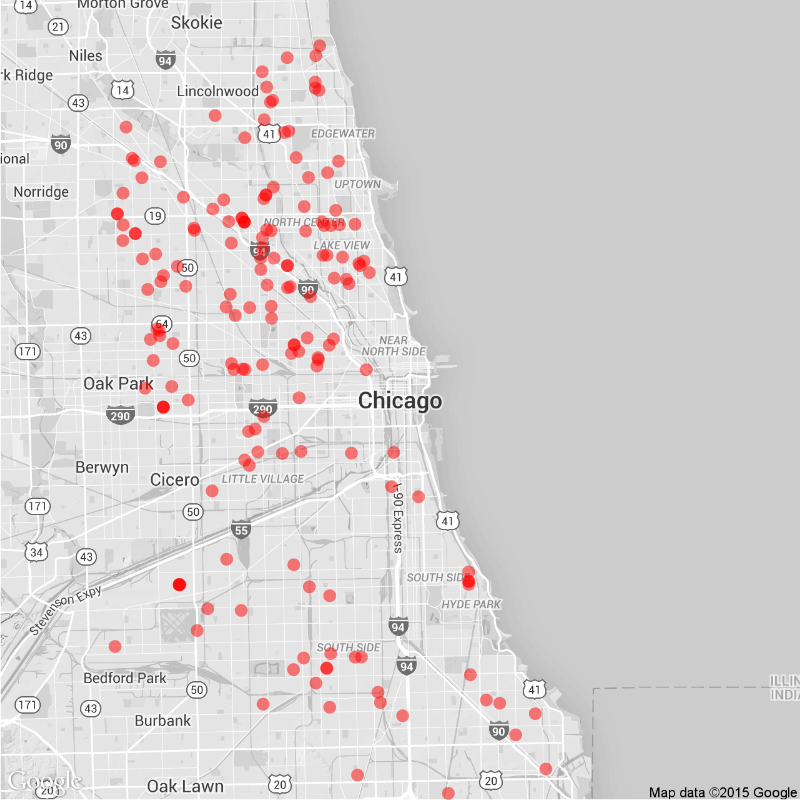 14
Morton Grove
21
Skokie
Niles
94
rk Ridge
14
Lincolnwood
43
41
EDGEWATER
90
ional
Norridge
UPTOWN
19
NORTH CENTER
LAKE VIEW
94
50
41
90
64
43
NEAR
NORTH SIDE
171
50
Oak Park
290
290
Chicago
Berwyn
Cicero
LITTLE VILLAGE
171
50
I-90 Express
41
55
34
43
SOUTH SIDE
HYDE PARK
Stevenson Expy
94
SOUTH SIDE
94
Bedford Park
50
41
ILLIN
INDIA
171
43
Burbank
90
Google
20
Oak Lawn
20
20
Map data ©2015 Google